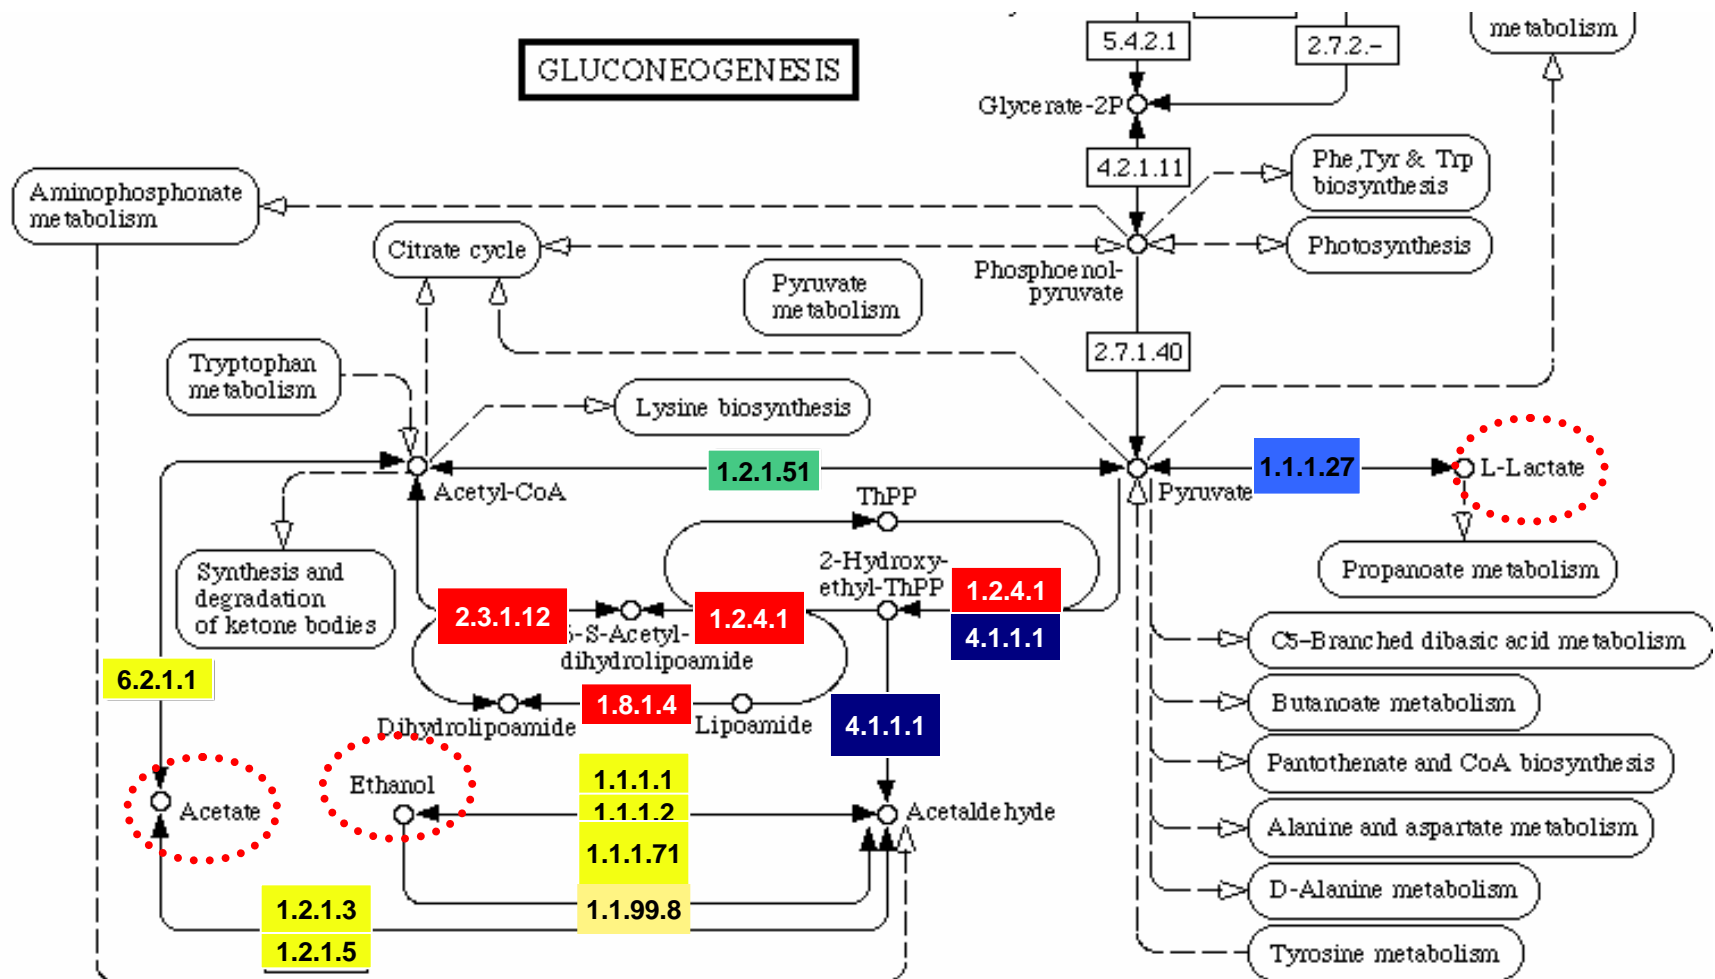 metabolism
5.4.2.1
2.7.2.-
GLUCONEOGENESIS
Glycerate-2P
4.2.1.11
Phe,Tyr & Trp
biosynthesis
Aminophosphonate
metabolism
Citrate cycle
Photosynthesis
Phosphoenol-
pyruvate
Pyruvate
metabolism
2.7.1.40
Tryptophan
metabolism
Lysine biosynthesis
1.2.1.51
1.1.1.27
L-Lactate
Acetyl-CoA
Pyruvate
ThPP
2-Hydroxy-
ethyl-ThPP
Synthesis and
degradation
of ketone bodies
Propanoate metabolism
2.3.1.12
1.2.4.1
1.2.4.1
4.1.1.1
-S-Acetyl-
dihydrolipoamide
C5-Branched dibasic acid metabolism
6.2.1.1
1.8.1.4
Dihydrolipoamide
Lipoamide
4.1.1.1
Butanoate metabolism
Pantothenate and CoA biosynthesis
Ethanol
1.1.1.1
1.1.1.2
Acetate
Acetaldehyde
Alanine and aspartate metabolism
1.1.1.71
1.1.99.8
D-Alanine metabolism
1.2.1.3
1.2.1.5
Tyrosine metabolism